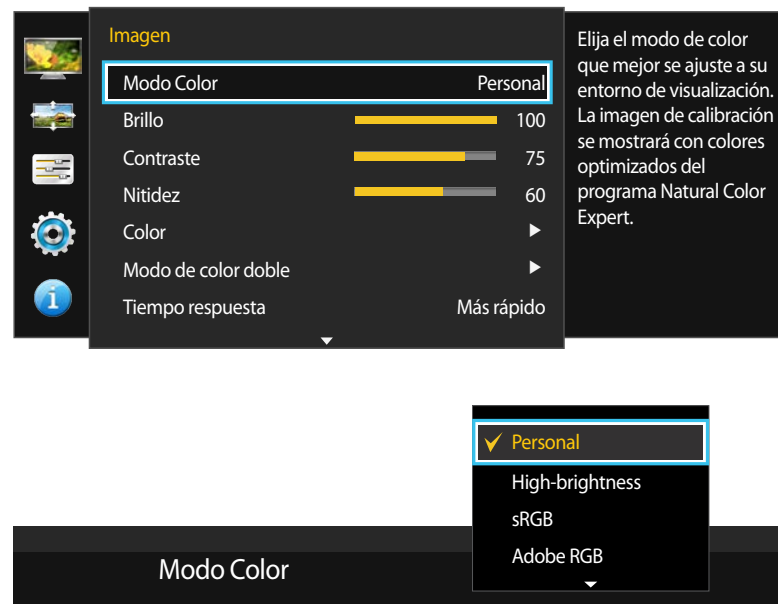 Imagen
Modo Color Personal
Brillo 100
Contraste 75
Nitidez 60
Color
Modo de color doble
Tiempo respuesta Más rápido
Elija el modo de color
que mejor se ajuste a su
entorno de visualización.
La imagen de calibración
se mostrará con colores
optimizados del
programa Natural Color
Expert.
Personal
High-brightness
sRGB
Adobe RGB
Modo Color